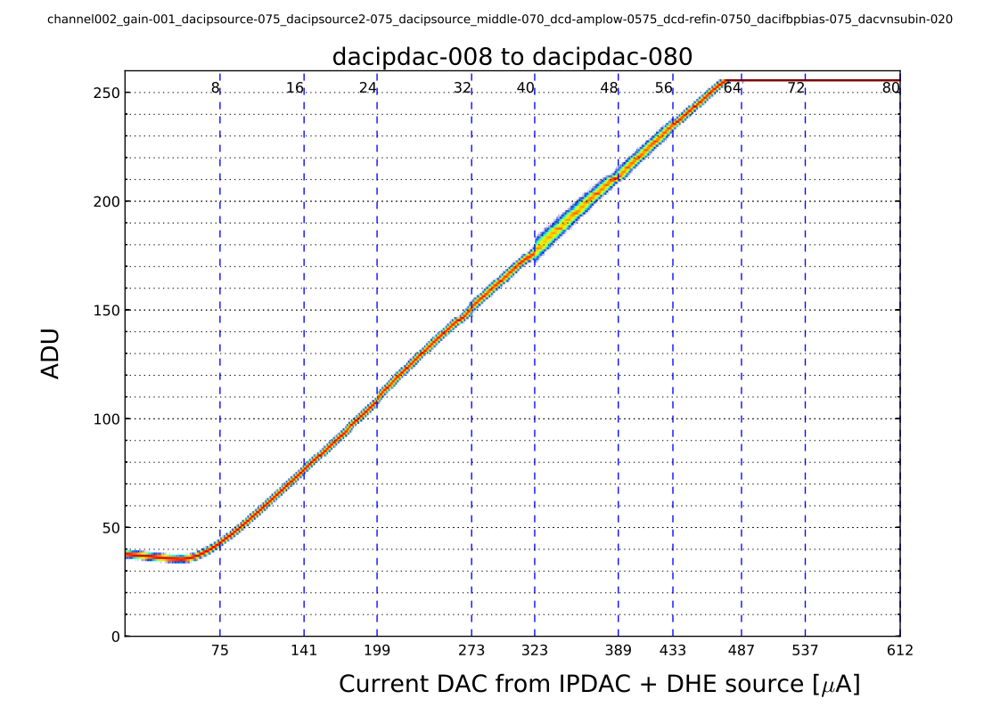 channel002_gain-001_dacipsource-075_dacipsource2-075_dacipsource_middle-070_dcd-amplow-0575_dcd-refin-0750_dacifbpbias-075_dacvnsubin-020
dacipdac-008 to dacipdac-080
8 16 24 32 40 48 56 64 72 80
250
200
150
100
50
0
ADU
75 141 199 273 323 389 433 487 537 612
Current DAC from IPDAC + DHE source [μA]